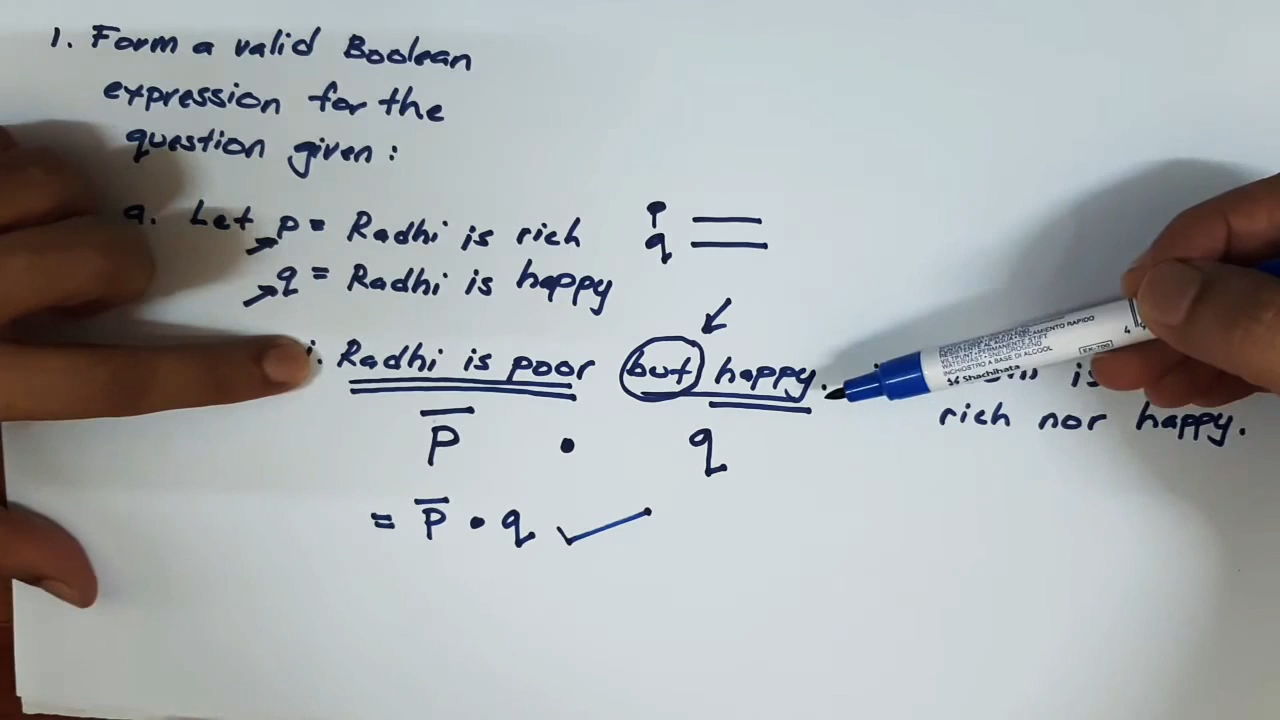 1. Form a valid Boolean
expression for the
question given:
a. Let p = Radhi is rich
q = Radhi is happy
p
q
i. Radhi is poor but happy.
is
rich nor happy.
p̅ • q
= p̅ • q
Shachihata